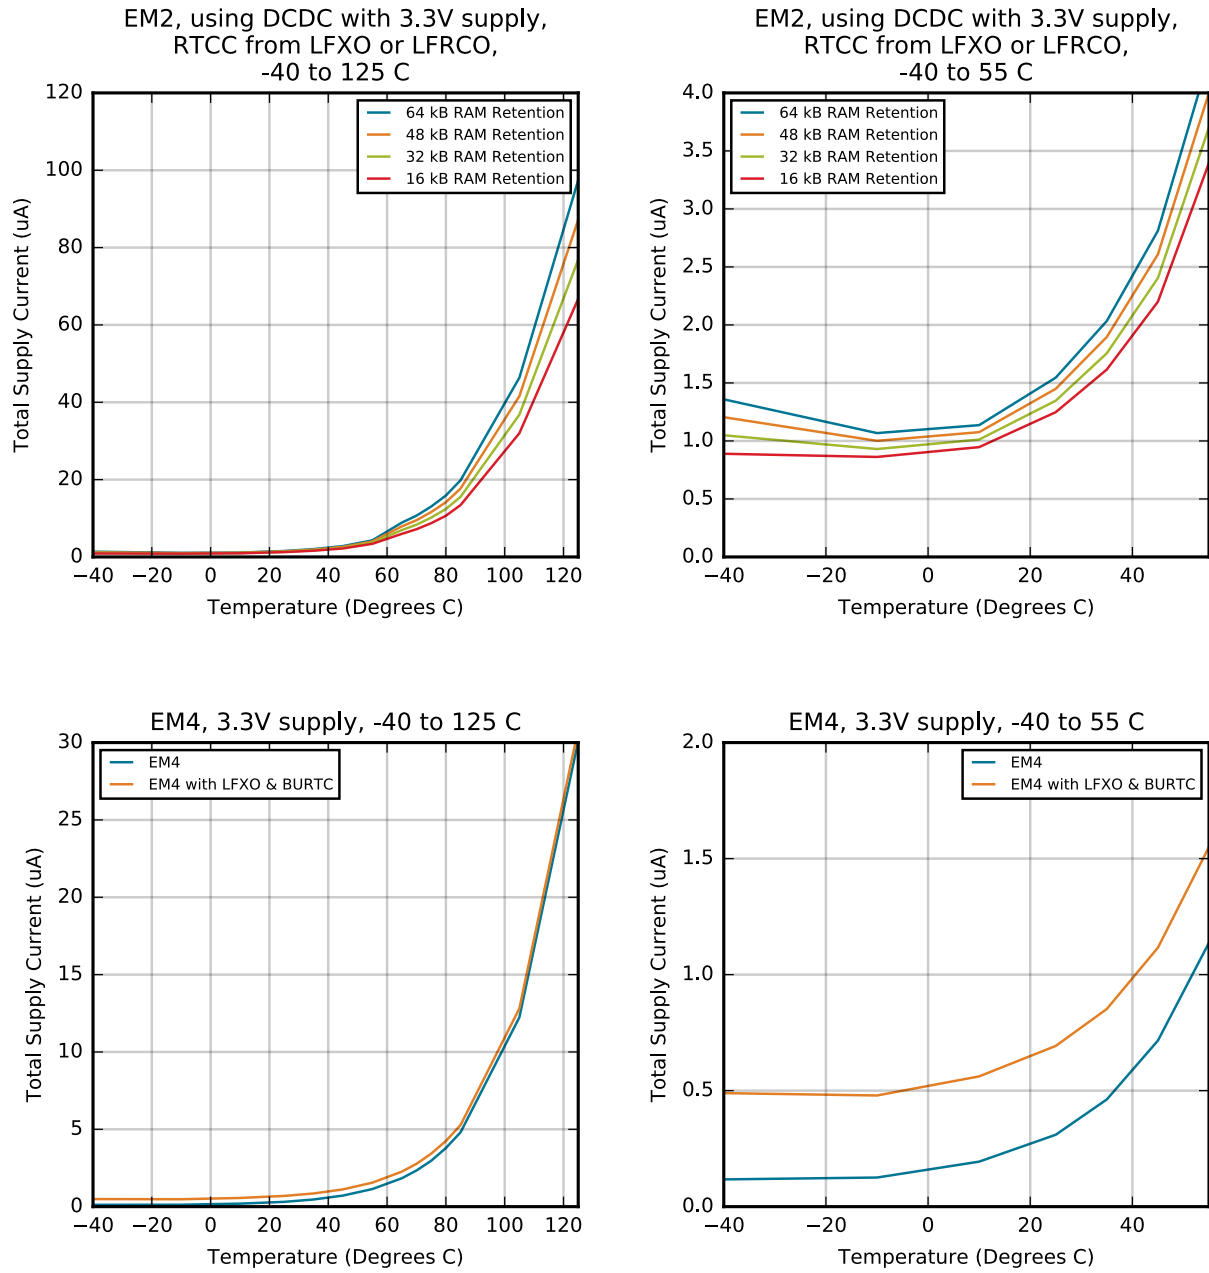 EM2, using DCDC with 3.3V supply,
RTCC from LFXO or LFRCO,
-40 to 125 C
120
100
80
60
40
20
0
Total Supply Current (uA)
64 kB RAM Retention
48 kB RAM Retention
32 kB RAM Retention
16 kB RAM Retention
−40 −20 0 20 40 60 80 100 120
Temperature (Degrees C)
EM2, using DCDC with 3.3V supply,
RTCC from LFXO or LFRCO,
-40 to 55 C
4.0
3.5
3.0
2.5
2.0
1.5
1.0
0.5
0.0
Total Supply Current (uA)
64 kB RAM Retention
48 kB RAM Retention
32 kB RAM Retention
16 kB RAM Retention
−40 −20 0 20 40
Temperature (Degrees C)
EM4, 3.3V supply, -40 to 125 C
30
25
20
15
10
5
0
Total Supply Current (uA)
EM4
EM4 with LFXO & BURTC
−40 −20 0 20 40 60 80 100 120
Temperature (Degrees C)
EM4, 3.3V supply, -40 to 55 C
2.0
1.5
1.0
0.5
0.0
Total Supply Current (uA)
EM4
EM4 with LFXO & BURTC
−40 −20 0 20 40
Temperature (Degrees C)